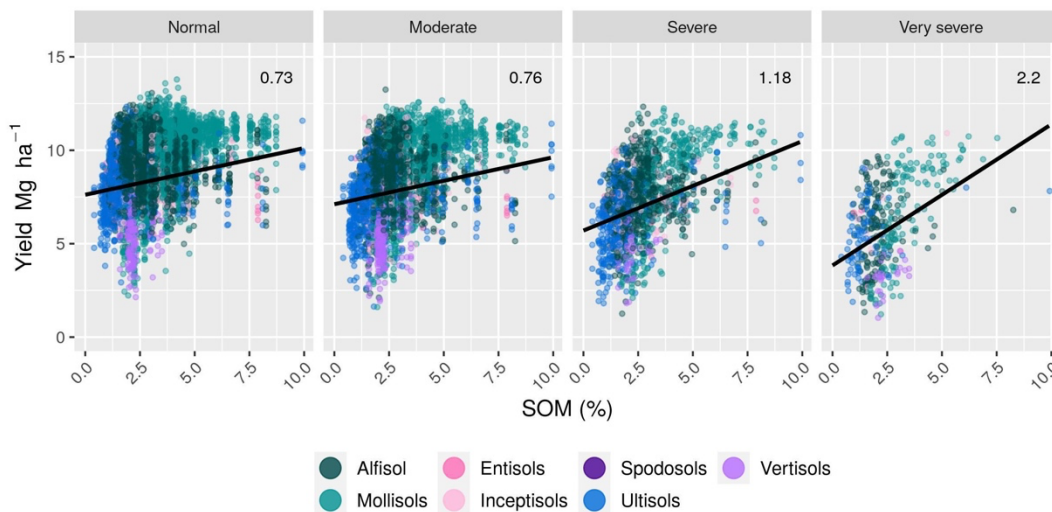 Normal Moderate Severe Very severe
0.73 0.76 1.18 2.2
15
10
5
0
Yield Mg ha⁻¹
0.0 2.5 5.0 7.5 10.0 0.0 2.5 5.0 7.5 10.0 0.0 2.5 5.0 7.5 10.0 0.0 2.5 5.0 7.5 10.0
SOM (%)
Alfisol Entisols Spodosols Vertisols
Mollisols Inceptisols Ultisols